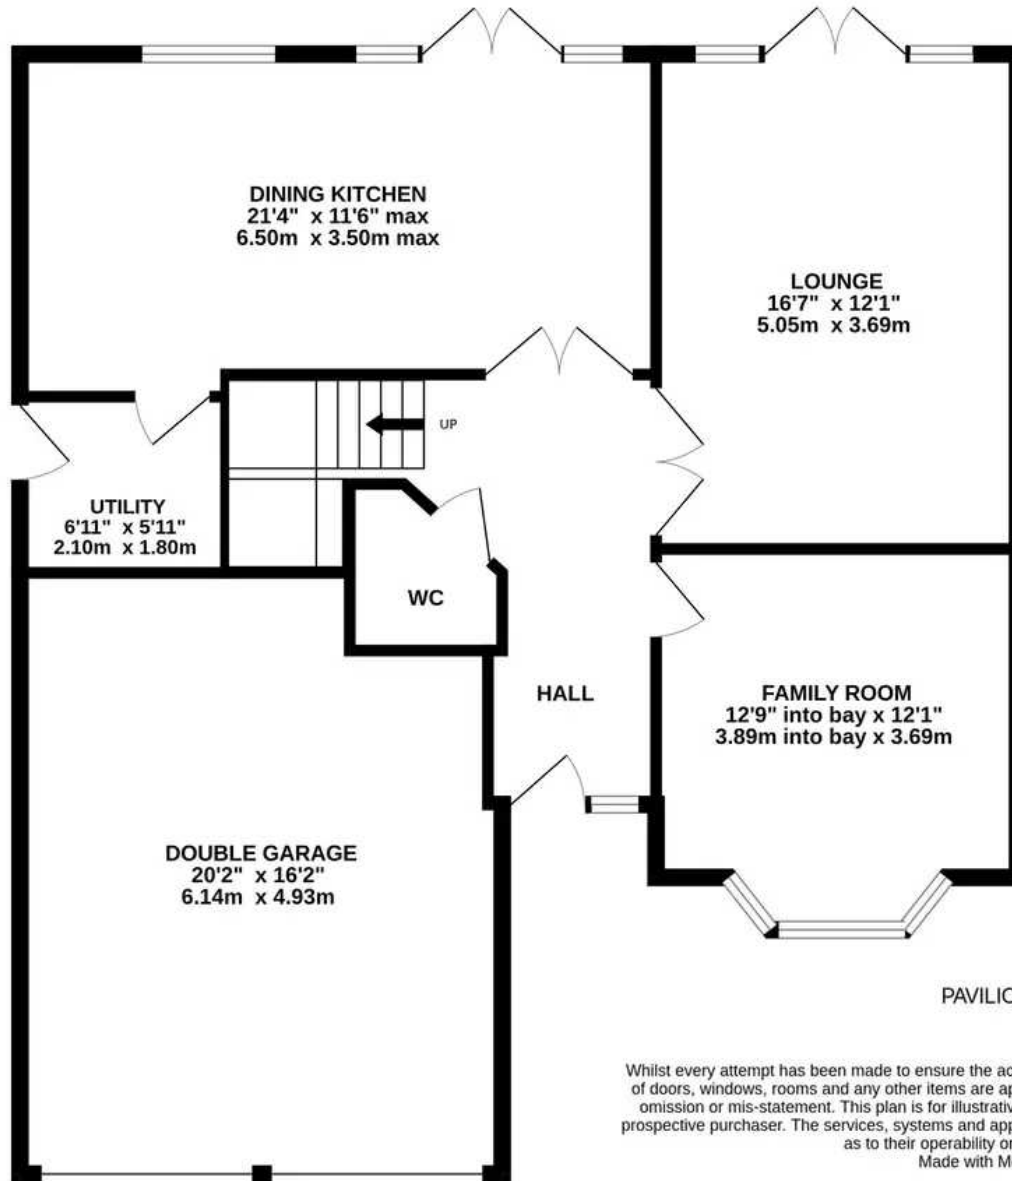 DINING KITCHEN
21'4" x 11'6" max
6.50m x 3.50m max
LOUNGE
16'7" x 12'1"
5.05m x 3.69m
UP
UTILITY
6'11" x 5'11"
2.10m x 1.80m
WC
HALL
FAMILY ROOM
12'9" into bay x 12'1"
3.89m into bay x 3.69m
DOUBLE GARAGE
20'2" x 16'2"
6.14m x 4.93m
Whilst every attempt has been made to ensure the
of doors, windows, rooms and any other items are
omission or mis-statement. This plan is for
prospective purchaser. The services, systems and
as to their operability or
Made with